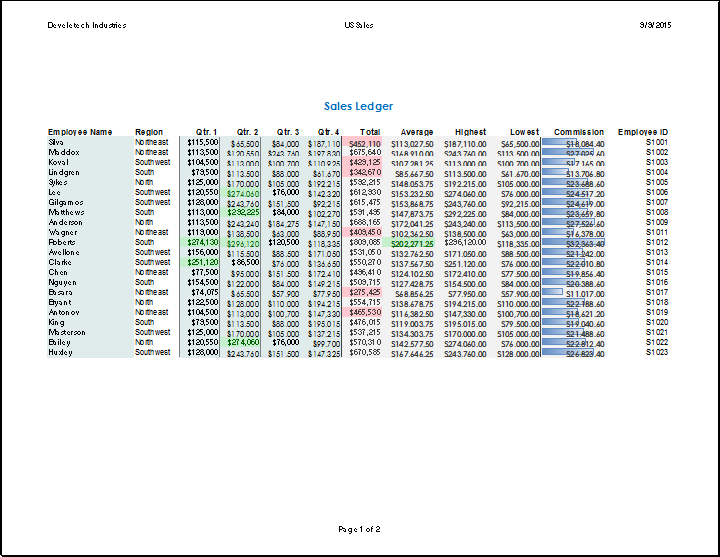 Develetech Industries US Sales 9/9/2015
Sales Ledger
Employee Name Region Qtr. 1 Qtr. 2 Qtr. 3 Qtr. 4 Total Average Highest Lowest Commission Employee ID
Silva Northeast $115,500 $65,500 $84,000 $187,110 $452,110 $113,027.50 $187,110.00 $65,500.00 $18,084.40 S1001
Maddox Northeast $113,500 $120,550 $243,760 $197,830 $675,640 $168,910.00 $243,760.00 $113,500.00 $27,025.60 S1002
Koval Southwest $104,500 $113,000 $100,700 $110,925 $429,125 $107,281.25 $113,000.00 $100,700.00 $17,165.00 S1003
Lindgren South $79,500 $113,500 $88,000 $61,670 $342,670 $85,667.50 $113,500.00 $61,670.00 $13,706.80 S1004
Sykes North $125,000 $170,000 $105,000 $192,215 $592,215 $148,053.75 $192,215.00 $105,000.00 $23,688.60 S1005
Lee Southwest $120,550 $274,060 $76,000 $142,320 $612,930 $153,232.50 $274,060.00 $76,000.00 $24,517.20 S1006
Gilgamos Southwest $128,000 $243,760 $151,500 $92,215 $615,475 $153,868.75 $243,760.00 $92,215.00 $24,619.00 S1007
Matthews South $113,000 $292,225 $84,000 $102,270 $591,495 $147,873.75 $292,225.00 $84,000.00 $23,659.80 S1008
Anderson North $113,500 $243,240 $184,275 $147,150 $688,165 $172,041.25 $243,240.00 $113,500.00 $27,526.60 S1009
Wagner Northeast $119,000 $138,500 $63,000 $88,950 $409,450 $102,362.50 $138,500.00 $63,000.00 $16,378.00 S1011
Roberts South $274,130 $296,120 $120,500 $118,335 $809,085 $202,271.25 $296,120.00 $118,335.00 $32,363.40 S1012
Avellone Southwest $156,000 $115,500 $88,500 $171,050 $531,050 $132,762.50 $171,050.00 $88,500.00 $21,242.00 S1013
Clarke South $251,120 $86,500 $76,000 $136,650 $550,270 $137,567.50 $251,120.00 $76,000.00 $22,010.80 S1014
Chen Northeast $77,500 $95,000 $151,500 $172,410 $496,410 $124,102.50 $172,410.00 $77,500.00 $19,856.40 S1015
Nguyen South $154,500 $122,000 $84,000 $149,215 $509,715 $127,428.75 $154,500.00 $84,000.00 $20,388.60 S1016
Basara Northeast $74,075 $65,500 $57,900 $77,950 $275,425 $68,856.25 $77,950.00 $57,900.00 $11,017.00 S1017
Bryant North $122,500 $128,000 $110,000 $194,215 $554,715 $138,678.75 $194,215.00 $110,000.00 $22,188.60 S1018
Antonov Northeast $104,500 $113,000 $100,700 $147,330 $465,530 $116,382.50 $147,330.00 $100,700.00 $18,621.20 S1019
King South $79,500 $113,500 $88,000 $195,015 $476,015 $119,003.75 $195,015.00 $79,500.00 $19,040.60 S1020
Masterson Southwest $125,000 $170,000 $105,000 $137,215 $537,215 $134,303.75 $170,000.00 $105,000.00 $21,488.60 S1021
Bailey North $120,550 $274,060 $76,000 $99,700 $570,310 $142,577.50 $274,060.00 $76,000.00 $22,812.40 S1022
Huxley Southwest $128,000 $243,760 $151,500 $147,325 $670,585 $167,646.25 $243,760.00 $128,000.00 $26,823.40 S1023
Page 1 of 2